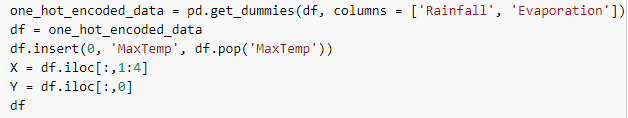 one_hot_encoded_data = pd.get_dummies(df, columns = ['Rainfall', 'Evaporation'])
df = one_hot_encoded_data
df.insert(0, 'MaxTemp', df.pop('MaxTemp'))
X = df.iloc[:,1:4]
Y = df.iloc[:,0]
df